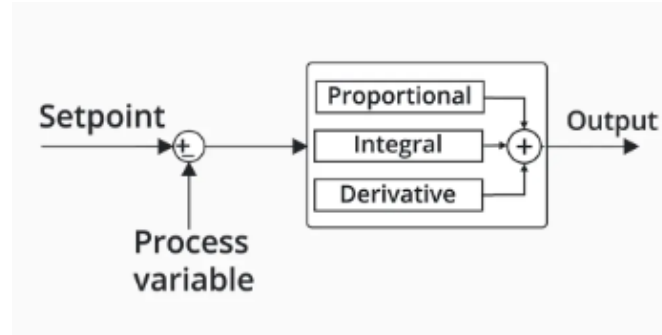 Setpoint
Process
variable
Proportional
Integral
Derivative
+
Output